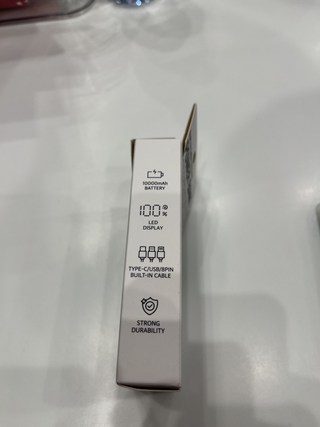 10000mAh
BATTERY
100%
LED
DISPLAY
TYPE-C/USB/8PIN
BUILT-IN CABLE
STRONG
DURABILITY